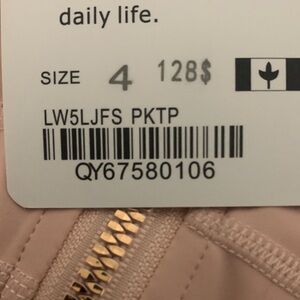 daily life.
SIZE 4 128$
LW5LJFS PKTP
QY67580106